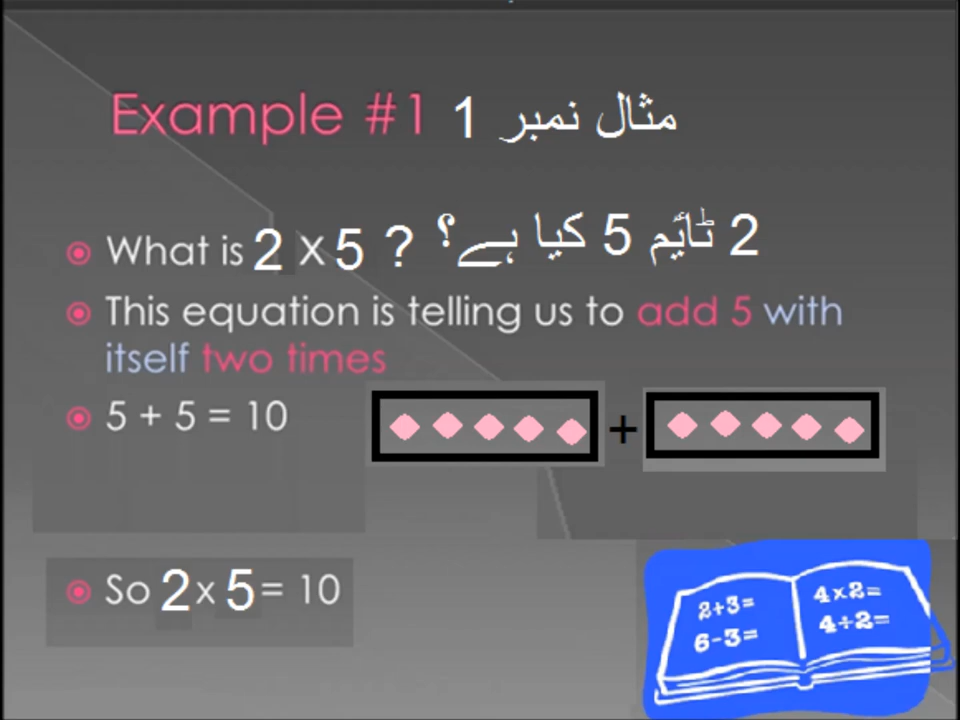 Example #1 مثال نمبر 1
What is 2 x 5 ? 2 ٹائیم 5 کیا ہے؟
This equation is telling us to add 5 with
itself two times
5 + 5 = 10
+
So 2 x 5 = 10
2+3=
6-3=
4x2=
4÷2=